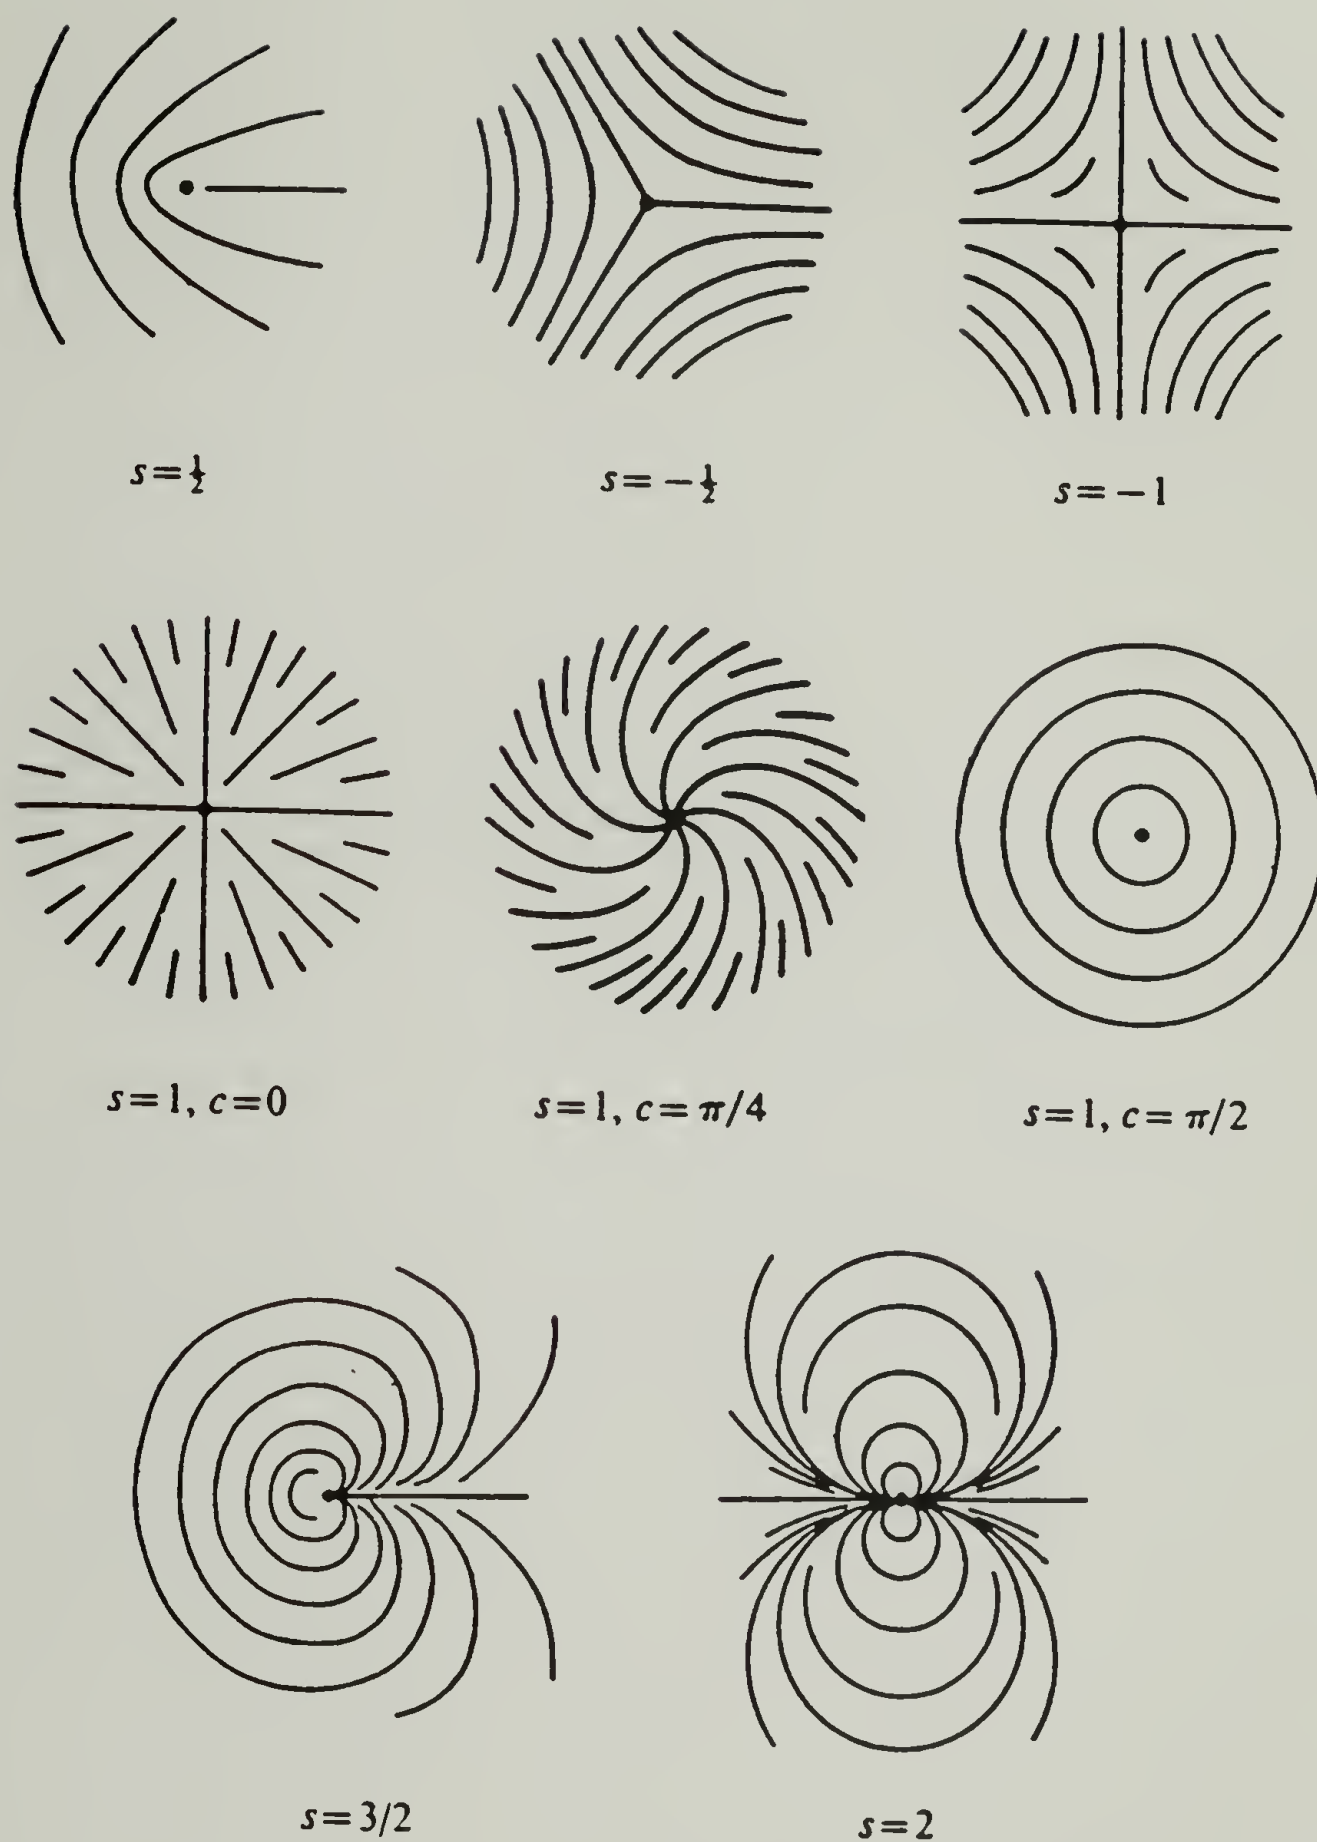 s=½
s=−½
s=−1
s=1, c=0
s=1, c=π/4
s=1, c=π/2
s=3/2
s=2